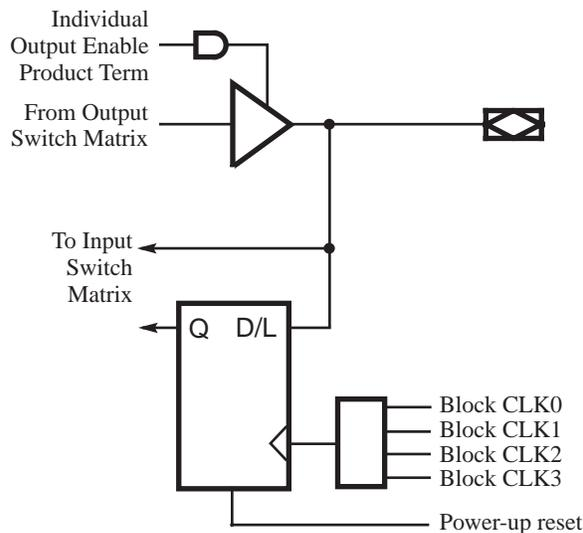 Individual
Output Enable
Product Term
From Output
Switch Matrix
To Input
Switch
Matrix
Q
D/L
Block CLK0
Block CLK1
Block CLK2
Block CLK3
Power-up reset